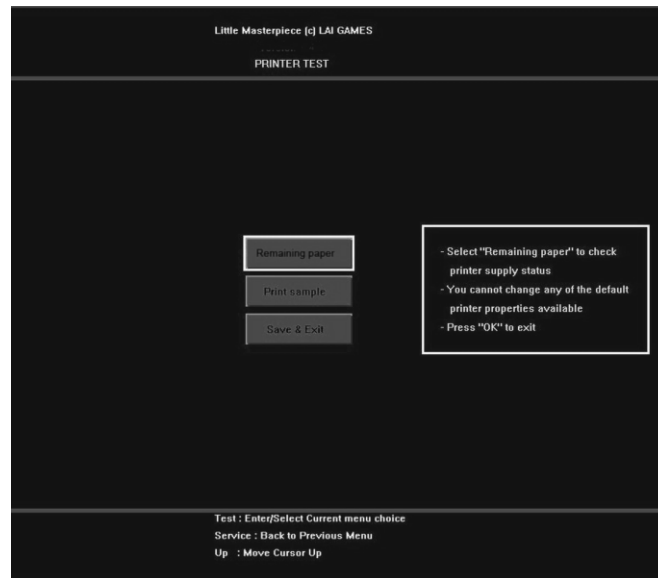 Little Masterpiece (c) LAI GAMES
PRINTER TEST
Remaining paper
Print sample
Save & Exit
- Select "Remaining paper" to check
printer supply status
- You cannot change any of the default
printer properties available
- Press "OK" to exit
Test : Enter/Select Current menu choice
Service : Back to Previous Menu
Up : Move Cursor Up